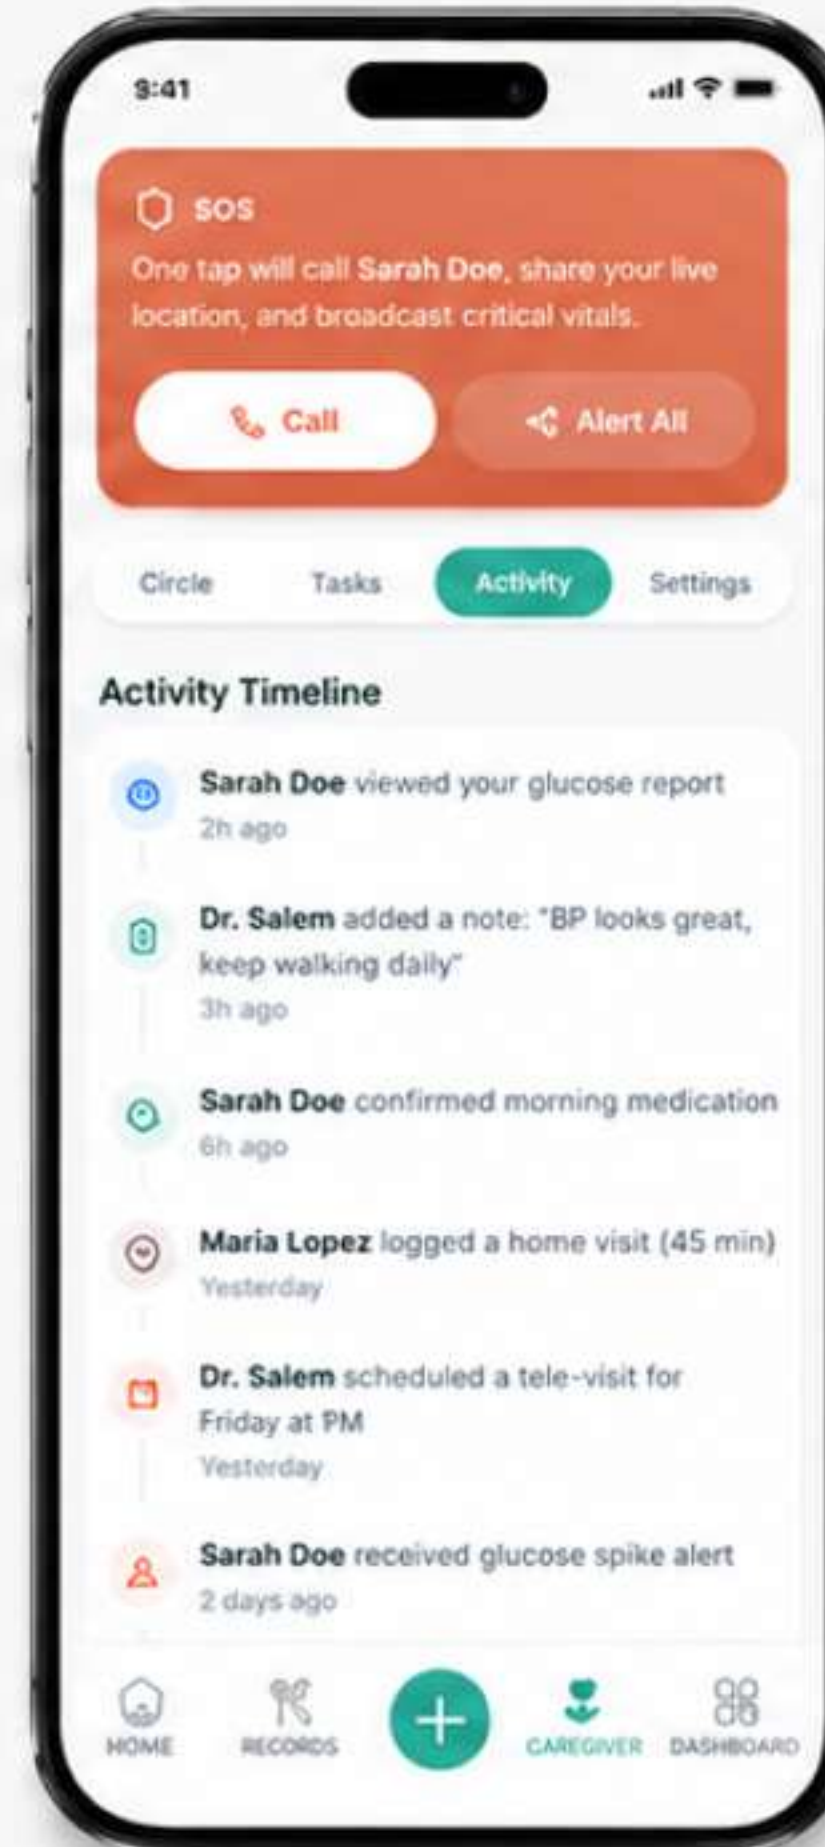 9:41
SOS
One tap will call Sarah Doe, share your live
location, and broadcast critical vitals.
Call
Alert All
Circle
Tasks
Activity
Settings
Activity Timeline
Sarah Doe viewed your glucose report
2h ago
Dr. Salem added a note: "BP looks great,
keep walking daily"
3h ago
Sarah Doe confirmed morning medication
6h ago
Maria Lopez logged a home visit (45 min)
Yesterday
Dr. Salem scheduled a tele-visit for
Friday at PM
Yesterday
Sarah Doe received glucose spike alert
2 days ago
HOME
RECORDS
CAREGIVER
DASHBOARD